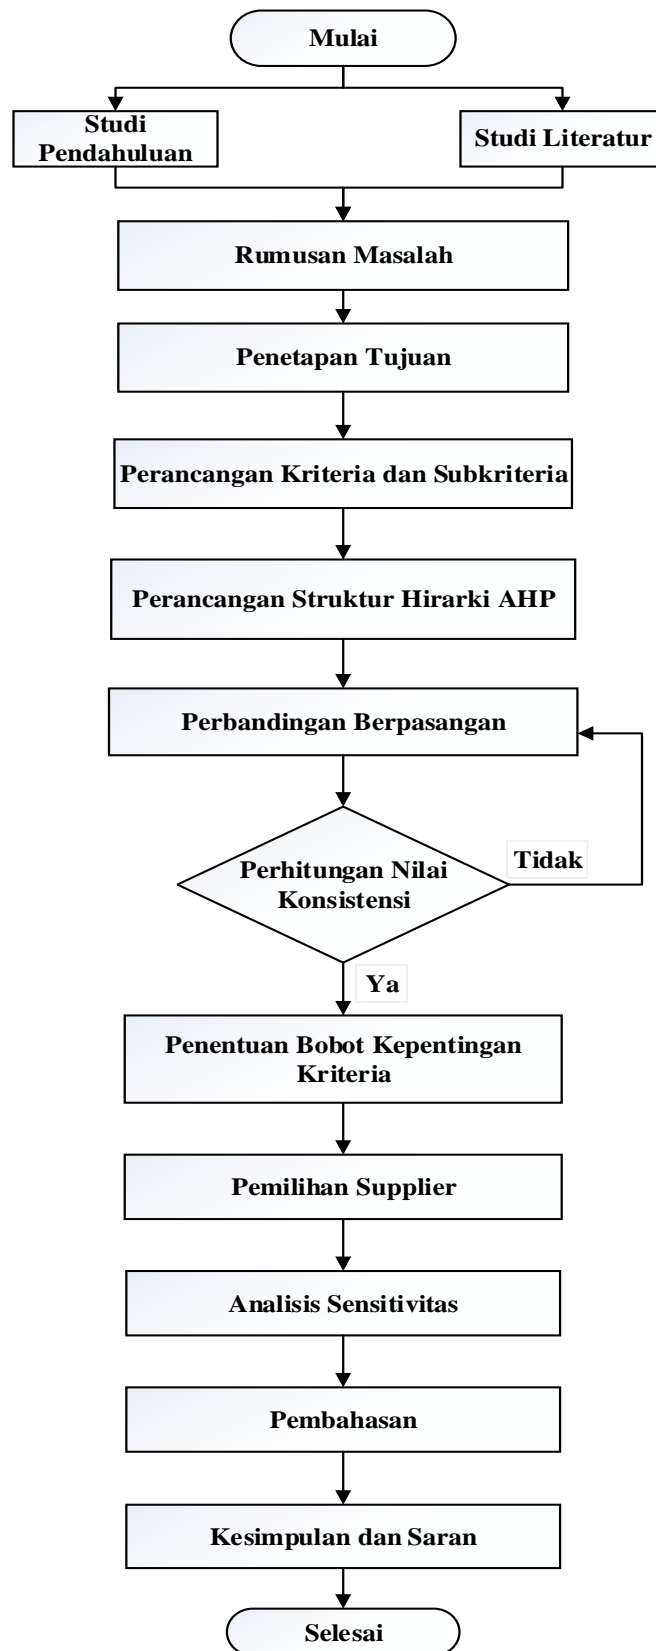 Mulai
Studi
Pendahuluan
Studi Literatur
Rumusan Masalah
Penetapan Tujuan
Perancangan Kriteria dan Subkriteria
Perancangan Struktur Hirarki AHP
Perbandingan Berpasangan
Perhitungan Nilai
Konsistensi
Tidak
Ya
Penentuan Bobot Kepentingan
Kriteria
Pemilihan Supplier
Analisis Sensitivitas
Pembahasan
Kesimpulan dan Saran
Selesai